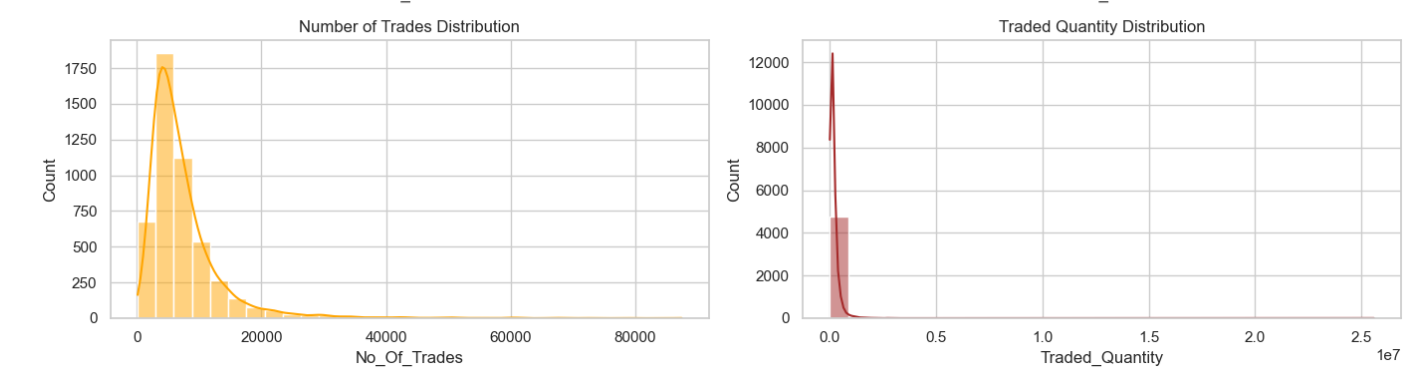 Number of Trades Distribution
1750
1500
1250
1000
750
500
250
0
Count
0 20000 40000 60000 80000
No_Of_Trades
Traded Quantity Distribution
12000
10000
8000
6000
4000
2000
0
Count
0.0 0.5 1.0 1.5 2.0 2.5
1e7
Traded_Quantity